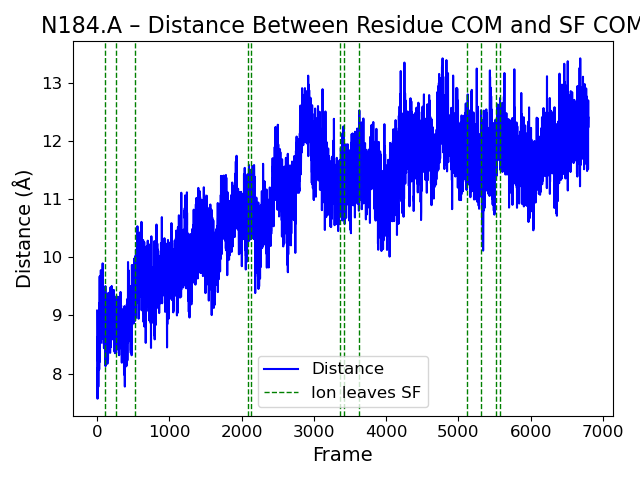 N184.A – Distance Between Residue COM and SF COM
Distance (Å)
13
12
11
10
9
8
Distance
Ion leaves SF
0 1000 2000 3000 4000 5000 6000 7000
Frame